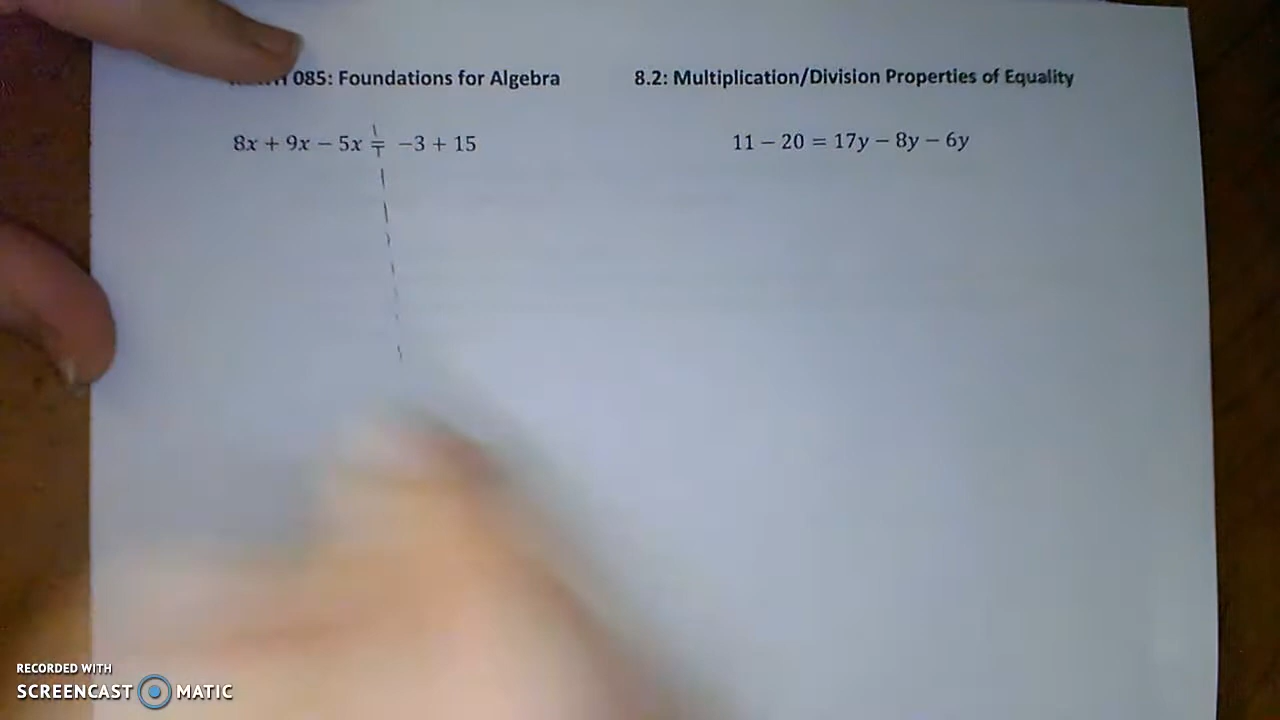 085: Foundations for Algebra
8.2: Multiplication/Division Properties of Equality
8x + 9x − 5x = −3 + 15
11 − 20 = 17y − 8y − 6y
RECORDED WITH
SCREENCAST MATIC